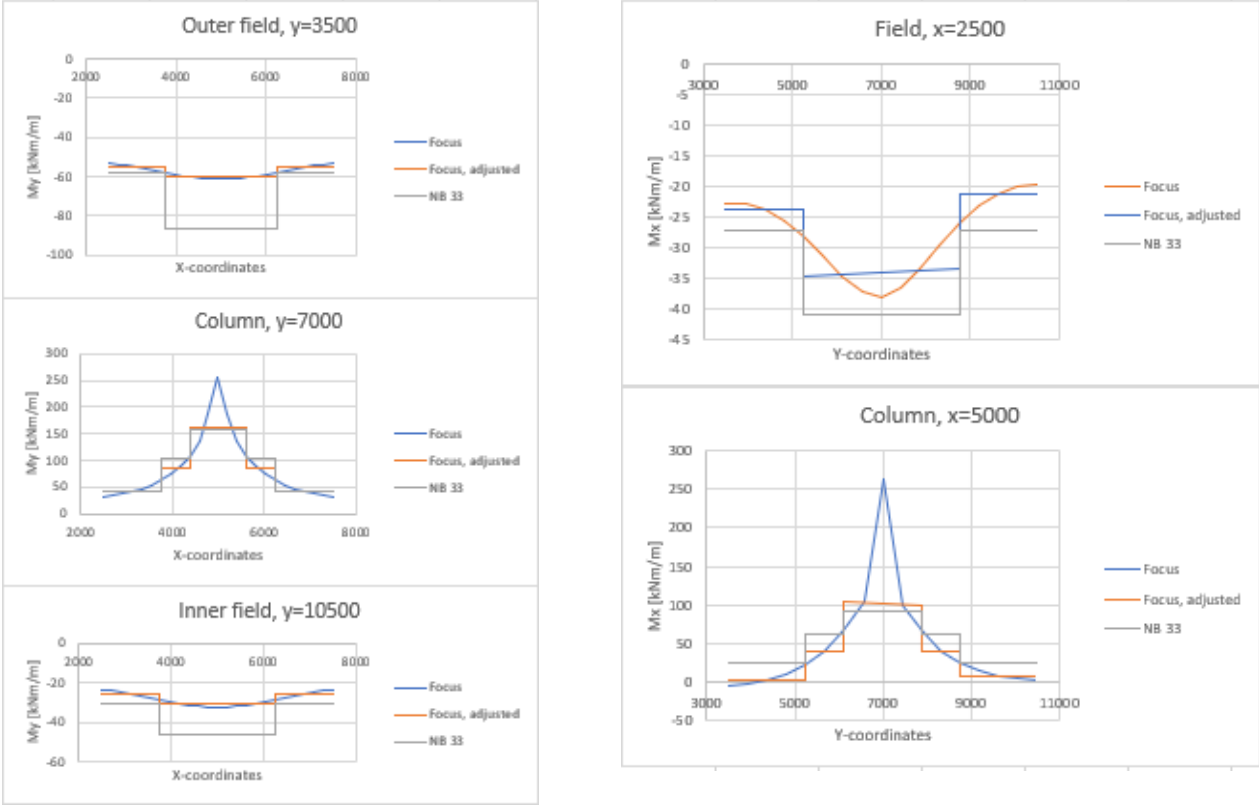 Outer field, y=3500
0
2000 4000 6000 8000
-20
-40
-60
-80
-100
My [kNm/m]
X-coordinates
Focus
Focus, adjusted
NB 33
Column, y=7000
300
250
200
150
100
50
0
2000 4000 6000 8000
My [kNm/m]
X-coordinates
Focus
Focus, adjusted
NB 33
Inner field, y=10500
0
2000 4000 6000 8000
-20
-40
-60
My [kNm/m]
X-coordinates
Focus
Focus, adjusted
NB 33
Field, x=2500
0
3000 5000 7000 9000 11000
-5
-10
-15
-20
-25
-30
-35
-40
-45
Mx [kNm/m]
Y-coordinates
Focus
Focus, adjusted
NB 33
Column, x=5000
300
250
200
150
100
50
0
3000 5000 7000 9000 11000
-50
Mx [kNm/m]
Y-coordinates
Focus
Focus, adjusted
NB 33